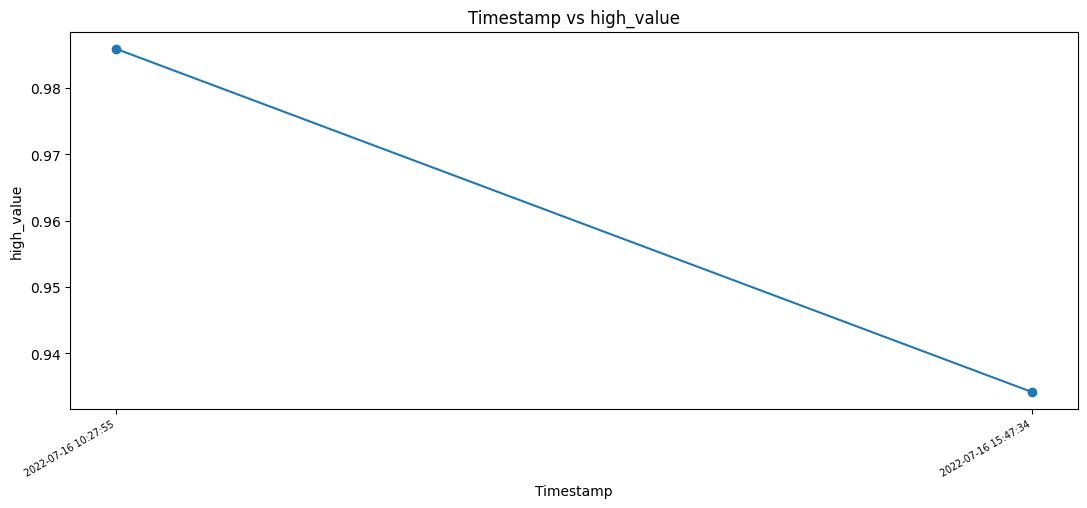 Timestamp vs high_value
high_value
0.98
0.97
0.96
0.95
0.94
2022-07-16 10:27:55
2022-07-16 15:47:34
Timestamp